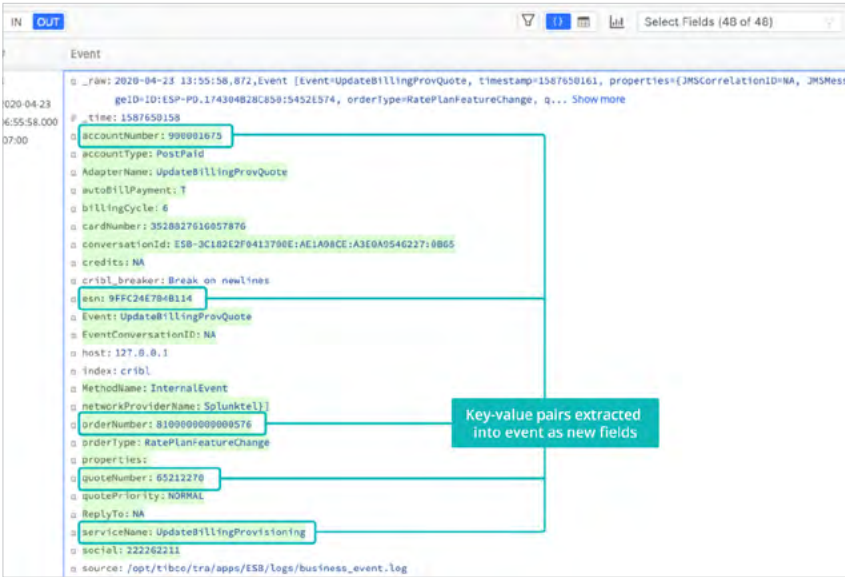 IN OUT Select Fields (48 of 48)
Event
_raw: 2020-04-23 13:55:58,872,Event [Event=UpdateBillingProvQuote, timestamp=1587650161, properties={JMSCorrelationID=NA, JMSMess
geID=ID:ESP-PD.174304B28C850:5452E574, orderType=RatePlanFeatureChange, q... Show more
020-04-23
6:55:58.000
07:00
_time: 1587650158
accountNumber: 900001675
accountType: PostPaid
AdapterName: UpdateBillingProvQuote
autoBillPayment: T
billingCycle: 6
cardNumber: 3528827616057876
conversationId: ESB-3C182E2F0413790E:AE1A98CE:A3E0A9546227:0B65
credits: NA
cribl_breaker: Break on newlines
esn: 9FFC24E704B114
Event: UpdateBillingProvQuote
EventConversationID: NA
host: 127.0.0.1
index: cribl
MethodName: InternalEvent
networkProviderName: Splunktel}]
Key-value pairs extracted
into event as new fields
orderNumber: 8100000000000576
orderType: RatePlanFeatureChange
properties:
quoteNumber: 65212270
quotePriority: NORMAL
ReplyTo: NA
serviceName: UpdateBillingProvisioning
social: 222262211
source: /opt/tibco/tra/apps/ESB/logs/business_event.log